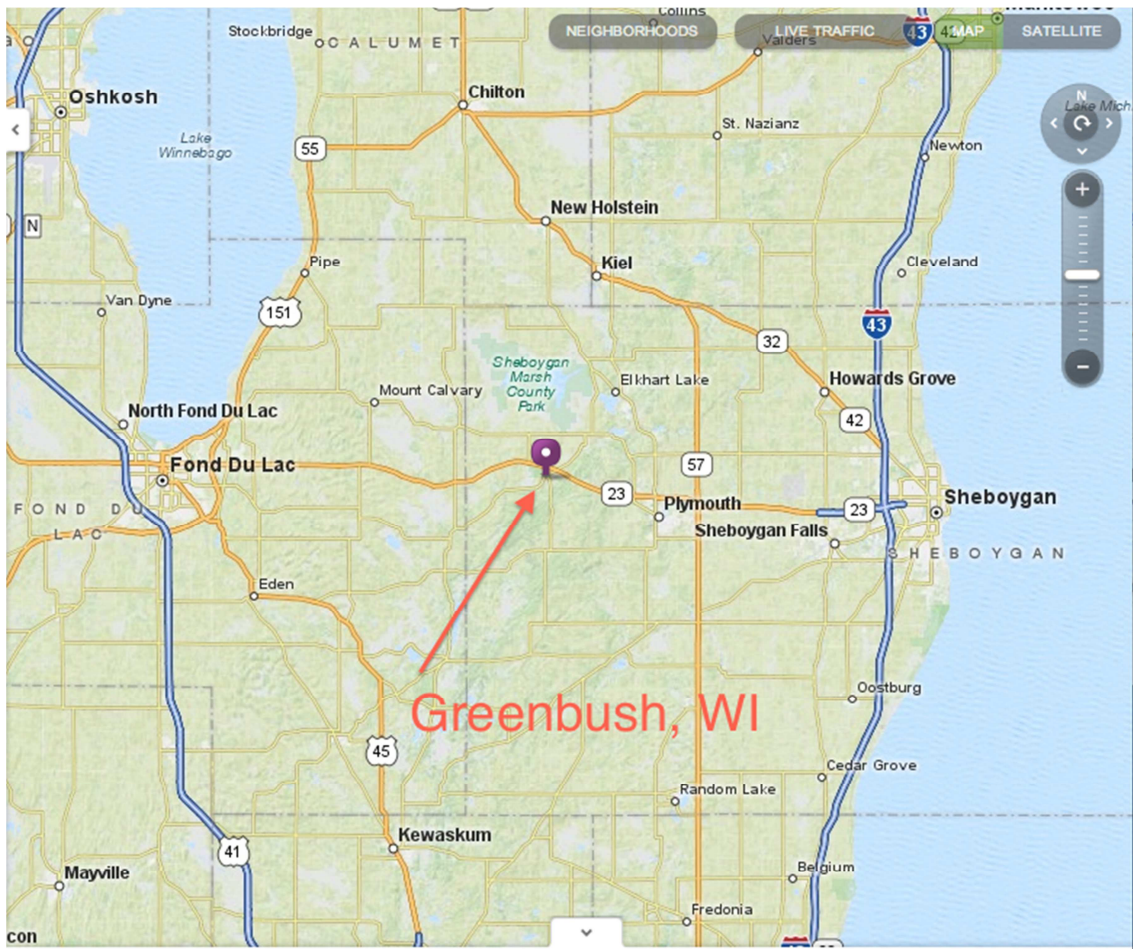 Collins
Stockbridge
CALUMET
NEIGHBORHOODS
LIVE TRAFFIC
43
42
MAP
SATELLITE
Valders
Oshkosh
Chilton
Lake Mich
N
St. Nazianz
Lake
Winnebago
55
Newton
New Holstein
N
Kiel
Pipe
Cleveland
Van Dyne
151
43
32
Sheboygan
Marsh
County
Park
Elkhart Lake
Howards Grove
Mount Calvary
North Fond Du Lac
42
Fond Du Lac
57
23
Plymouth
23
Sheboygan
FOND DU
LAC
Sheboygan Falls
SHEBOYGAN
Eden
Greenbush, WI
Oostburg
45
Cedar Grove
Random Lake
Kewaskum
41
Mayville
Belgium
Fredonia
con